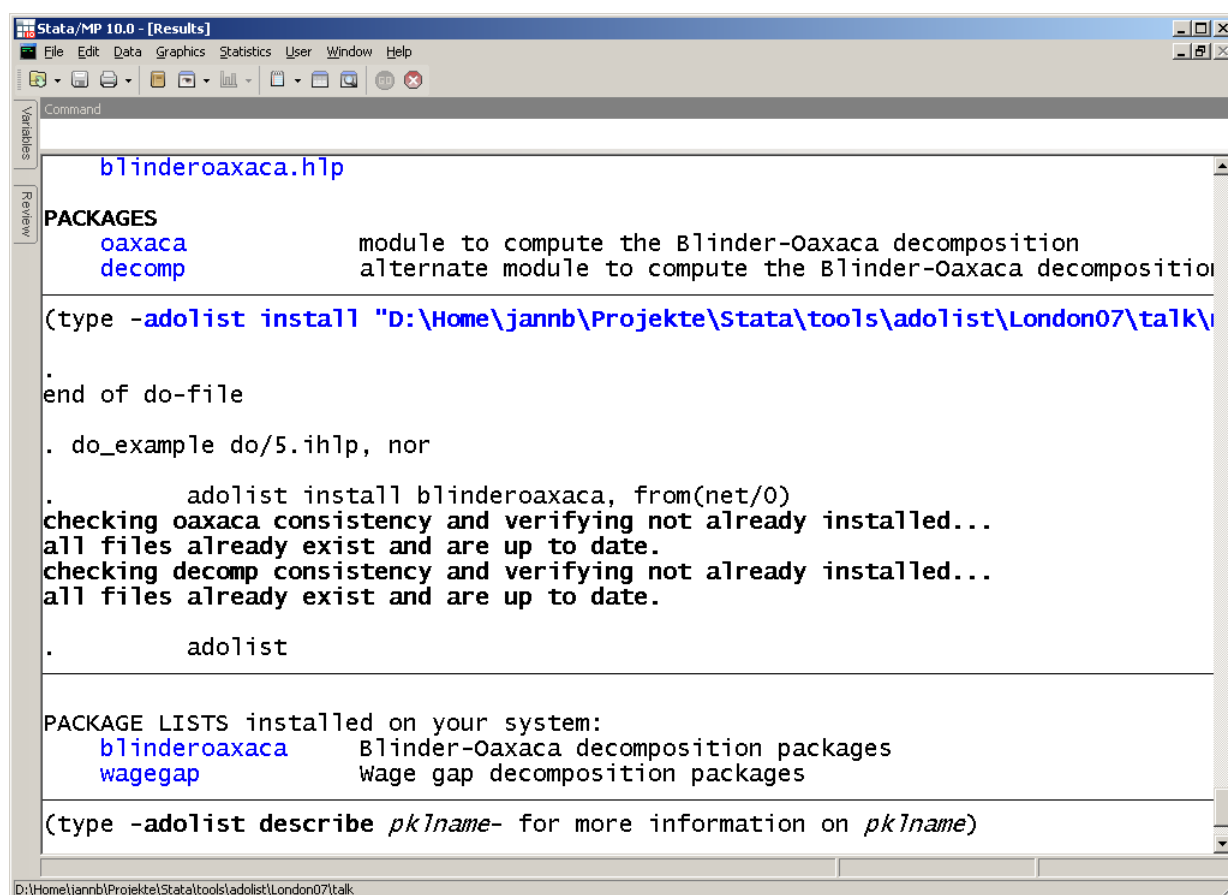 Stata/MP 10.0 - [Results]
File Edit Data Graphics Statistics User Window Help
Command
Variables
Review
blinderoaxaca.hlp
PACKAGES
oaxaca module to compute the Blinder-Oaxaca decomposition
decomp alternate module to compute the Blinder-Oaxaca decomposition
(type -adolist install "D:\Home\jannb\Projekte\Stata\tools\adolist\London07\talk\
.
end of do-file
. do_example do/5.ihlp, nor
. adolist install blinderoaxaca, from(net/0)
checking oaxaca consistency and verifying not already installed...
all files already exist and are up to date.
checking decomp consistency and verifying not already installed...
all files already exist and are up to date.
. adolist
PACKAGE LISTS installed on your system:
blinderoaxaca Blinder-Oaxaca decomposition packages
wagegap Wage gap decomposition packages
(type -adolist describe pklname- for more information on pklname)
D:\Home\jannb\Projekte\Stata\tools\adolist\London07\talk